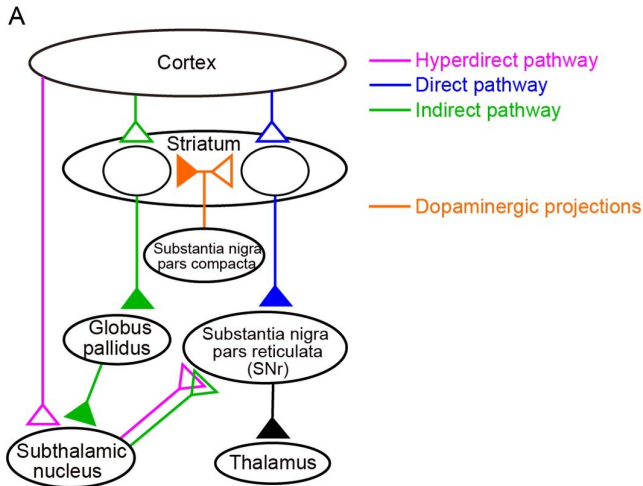 A
Cortex
Hyperdirect pathway
Direct pathway
Indirect pathway
Striatum
Dopaminergic projections
Substantia nigra
pars compacta
Globus
pallidus
Substantia nigra
pars reticulata
(SNr)
Subthalamic
nucleus
Thalamus